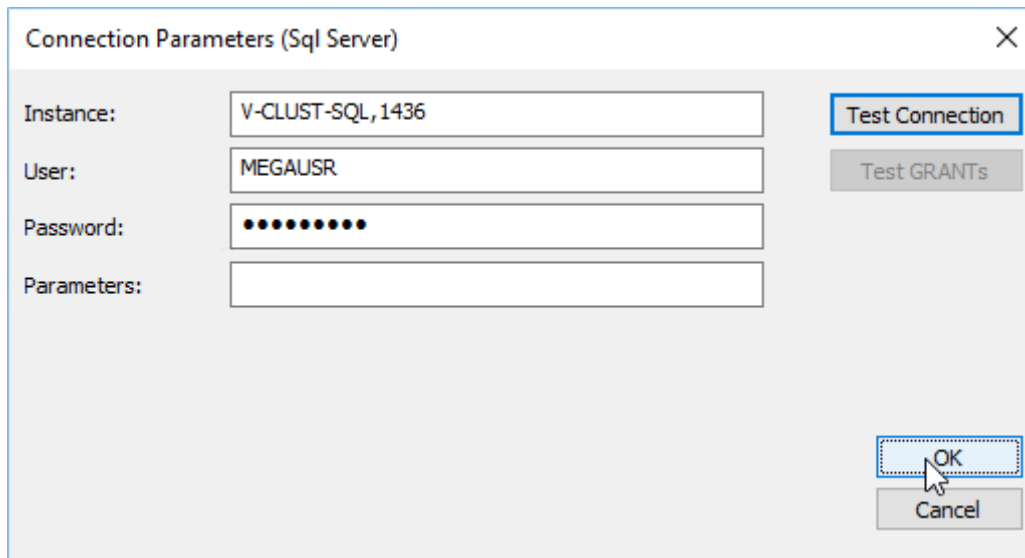 Connection Parameters (Sql Server)
Instance: V-CLUST-SQL,1436 Test Connection
User: MEGAUSR Test GRANTs
Password: •••••••••
Parameters:
OK
Cancel